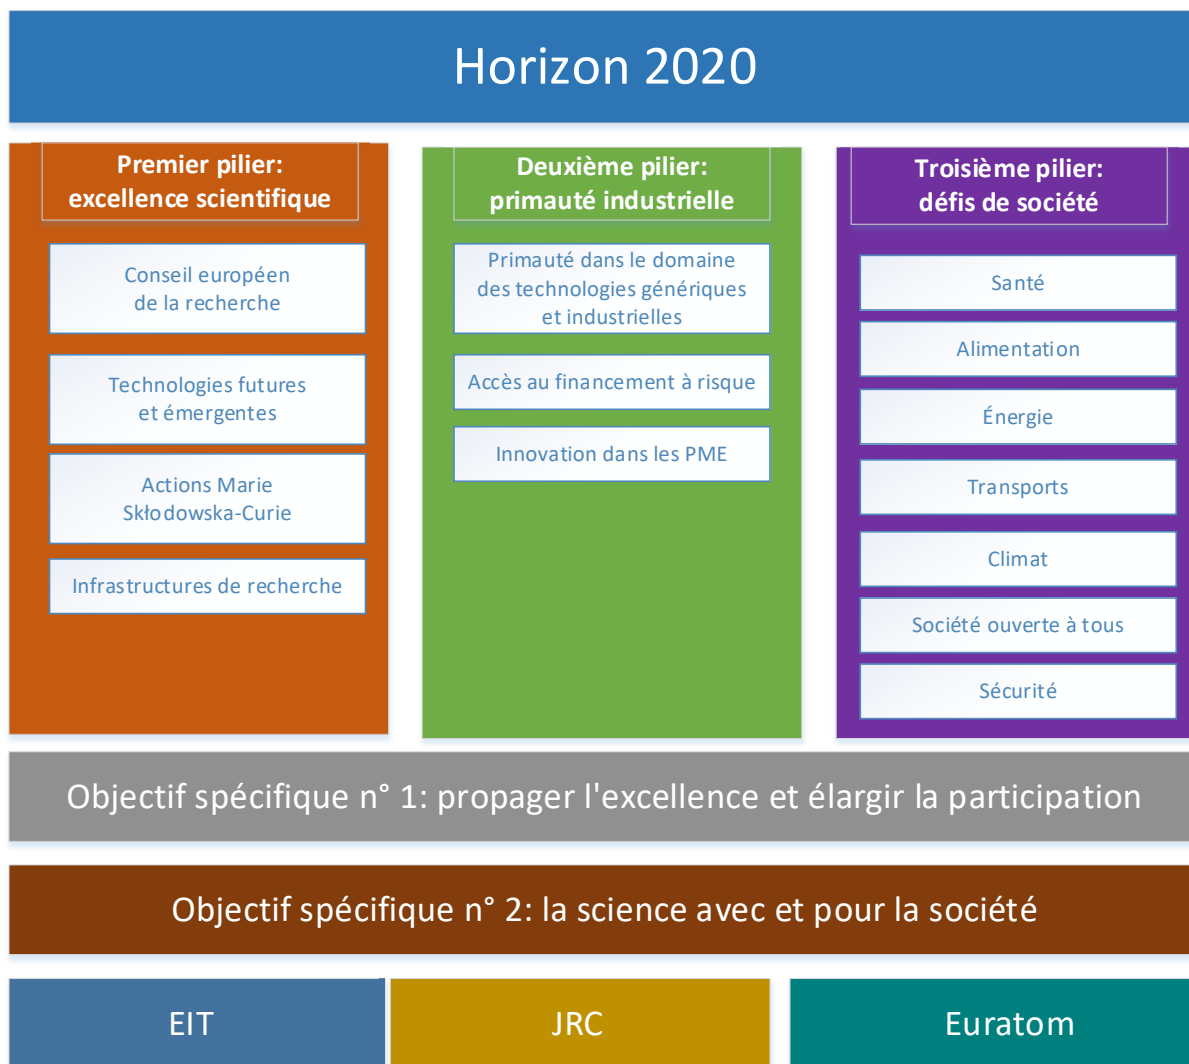 Horizon 2020
Premier pilier:
excellence scientifique
Conseil européen
de la recherche
Technologies futures
et émergentes
Actions Marie
Skłodowska-Curie
Infrastructures de recherche
Deuxième pilier:
primauté industrielle
Primauté dans le domaine
des technologies génériques
et industrielles
Accès au financement à risque
Innovation dans les PME
Troisième pilier:
défis de société
Santé
Alimentation
Énergie
Transports
Climat
Société ouverte à tous
Sécurité
Objectif spécifique n° 1: propager l'excellence et élargir la participation
Objectif spécifique n° 2: la science avec et pour la société
EIT
JRC
Euratom